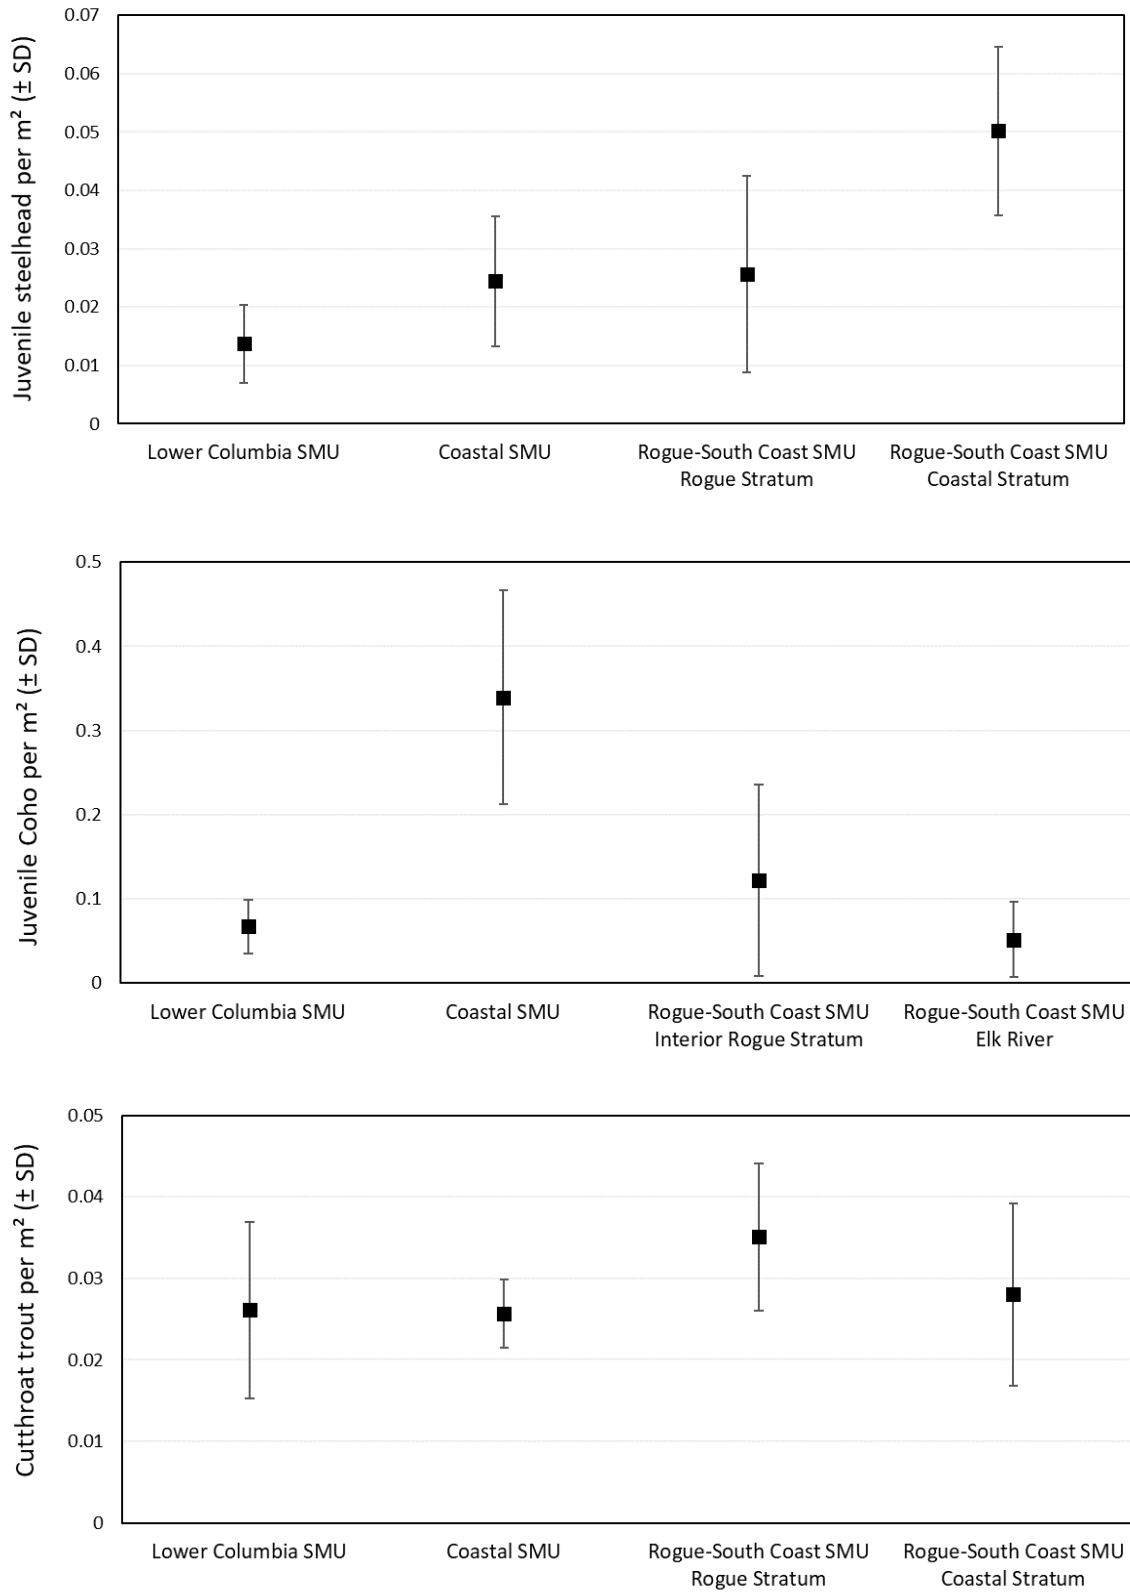 Juvenile steelhead per m² (± SD)
0.07
0.06
0.05
0.04
0.03
0.02
0.01
0
Lower Columbia SMU
Coastal SMU
Rogue-South Coast SMU
Rogue Stratum
Rogue-South Coast SMU
Coastal Stratum
Juvenile Coho per m² (± SD)
0.5
0.4
0.3
0.2
0.1
0
Lower Columbia SMU
Coastal SMU
Rogue-South Coast SMU
Interior Rogue Stratum
Rogue-South Coast SMU
Elk River
Cutthroat trout per m² (± SD)
0.05
0.04
0.03
0.02
0.01
0
Lower Columbia SMU
Coastal SMU
Rogue-South Coast SMU
Rogue Stratum
Rogue-South Coast SMU
Coastal Stratum